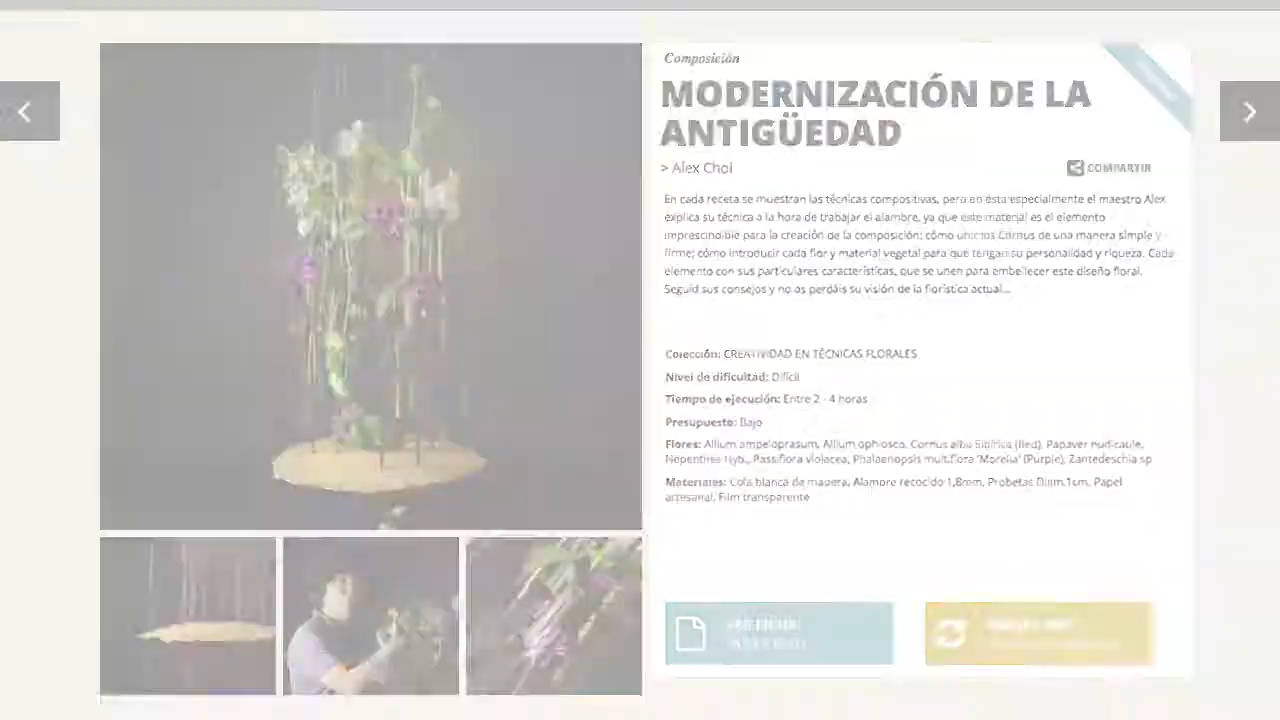 Composición
MODERNIZACIÓN DE LA
ANTIGÜEDAD
> Alex Choi
COMPARTIR
En cada receta se muestran las técnicas compositivas, pero en ésta especialmente el maestro Alex
explica su técnica a la hora de trabajar el alambre, ya que este material es el elemento
imprescindible para la creación de la composición; cómo unir los Cornus de una manera simple y
firme; cómo introducir cada flor y material vegetal para que tengan su personalidad y riqueza. Cada
elemento con sus particulares características, que se unen para embellecer este diseño floral.
Seguid sus consejos y no os perdáis su visión de la florística actual...
Colección: CREATIVIDAD EN TÉCNICAS FLORALES
Nivel de dificultad: Difícil
Tiempo de ejecución: Entre 2 - 4 horas
Presupuesto: Bajo
Flores: Allium ampeloprasum, Allium ophiosco, Cornus alba Sibirica (Red), Papaver nudicaule,
Nepenthes Hyb., Passiflora violacea, Phalaenopsis multiflora 'Morelia' (Purple), Zantedeschia sp
Materiales: Cola blanca de madera, Alambre recocido 1,8mm, Probetas Diám.1cm, Papel
artesanal, Film transparente